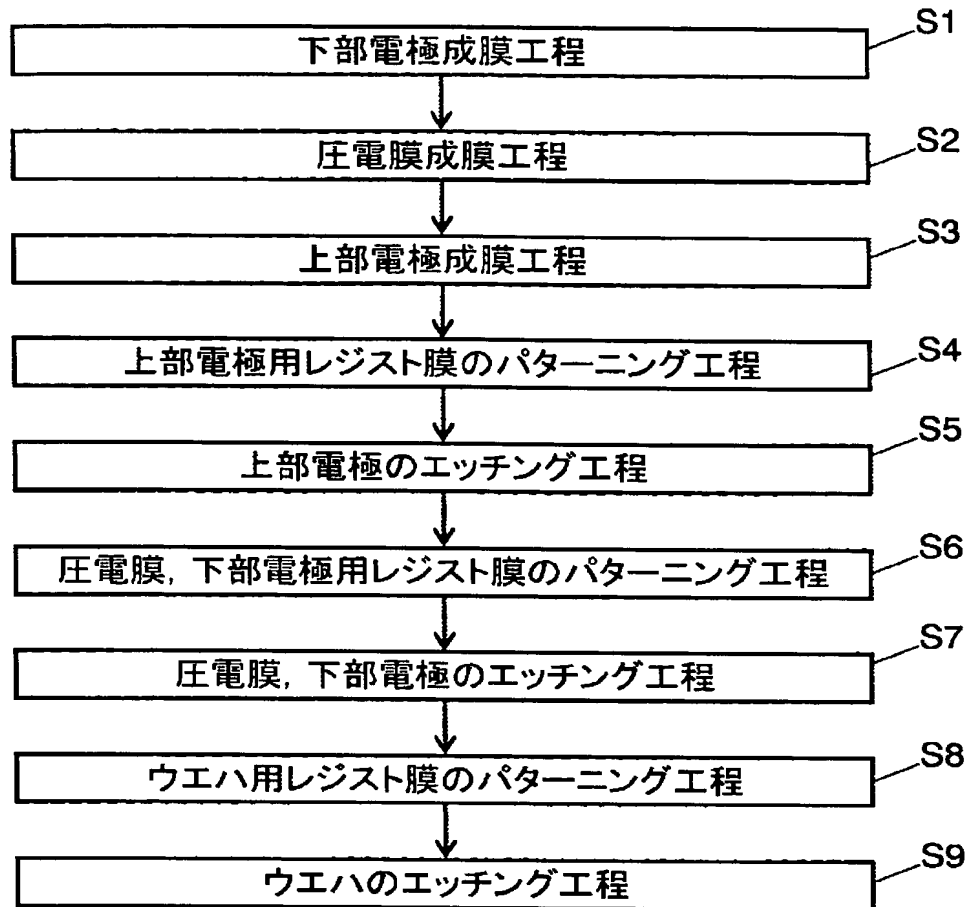 S1
下部電極成膜工程
S2
圧電膜成膜工程
S3
上部電極成膜工程
S4
上部電極用レジスト膜のパターニング工程
S5
上部電極のエッチング工程
S6
圧電膜, 下部電極用レジスト膜のパターニング工程
S7
圧電膜, 下部電極のエッチング工程
S8
ウエハ用レジスト膜のパターニング工程
S9
ウエハのエッチング工程